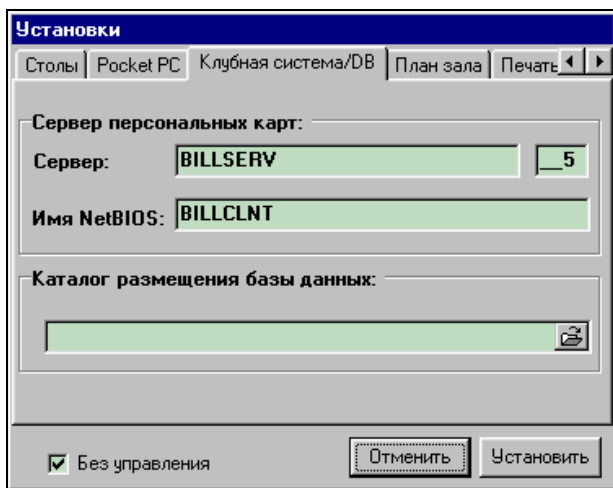 Установки
Столы Pocket PC Клубная система/DB План зала Печать
Сервер персональных карт:
Сервер: BILLSERV __5
Имя NetBIOS: BILLCLNT
Каталог размещения базы данных:
Без управления Отменить Установить